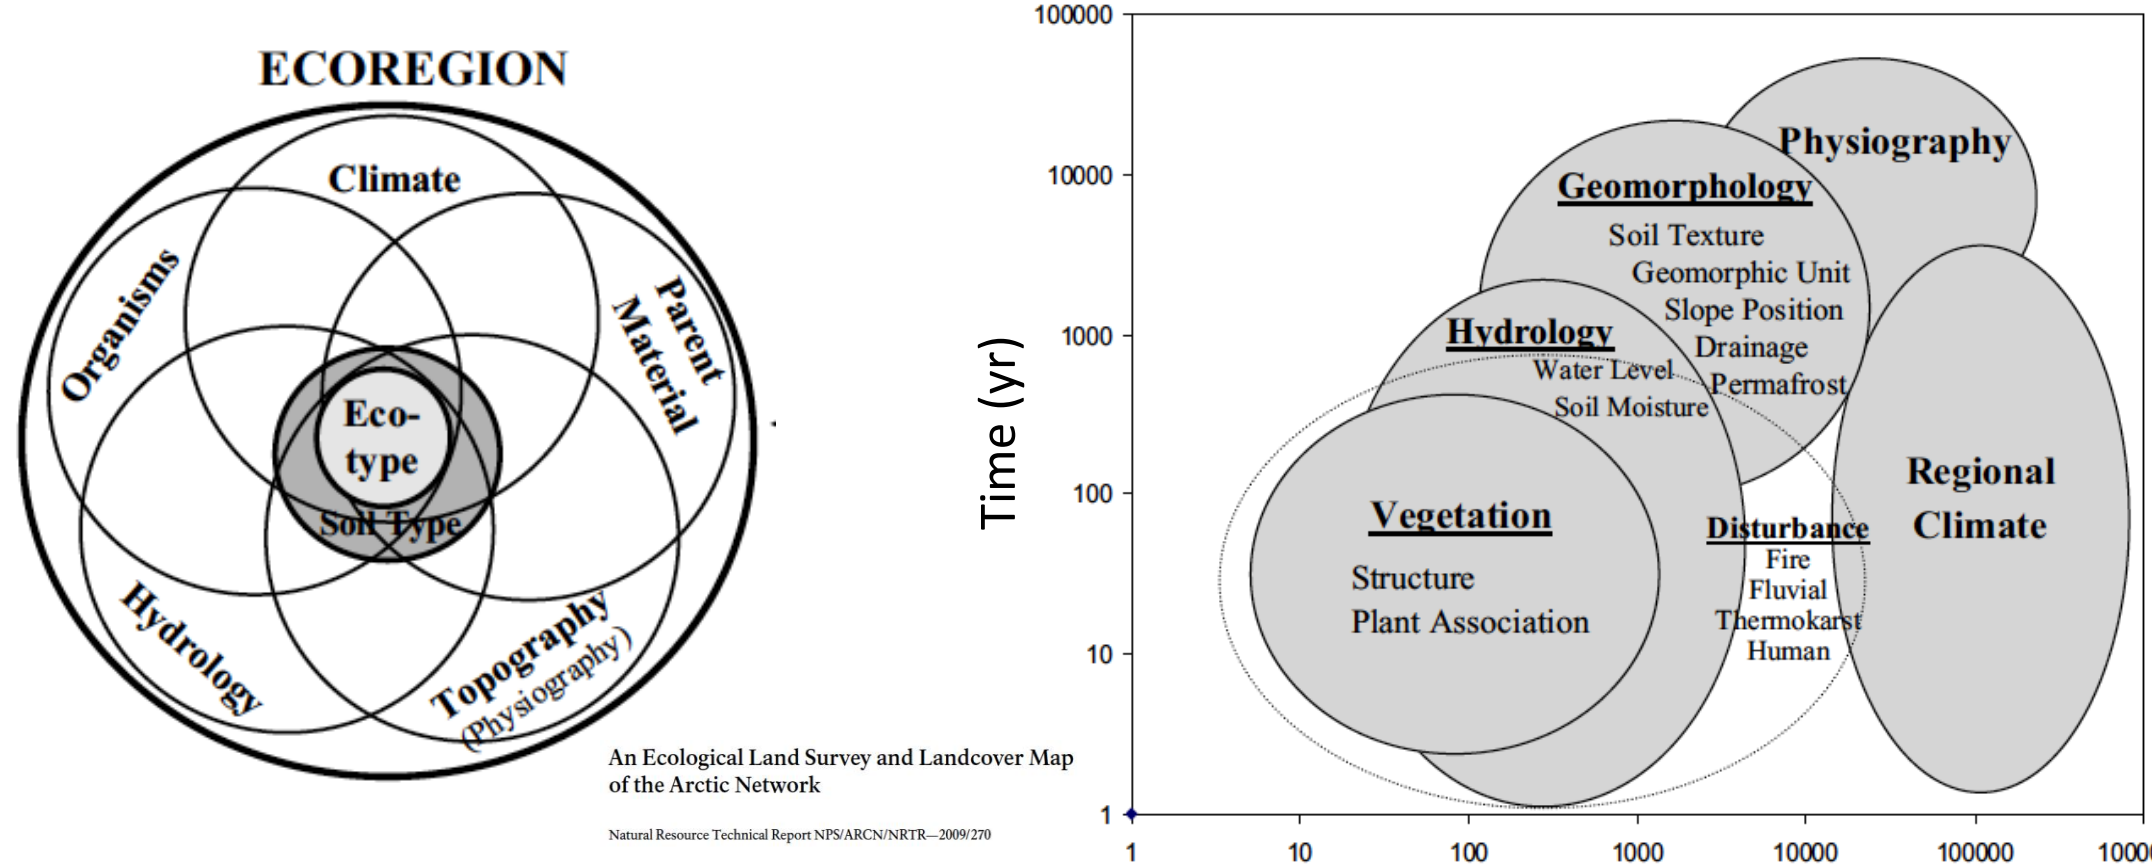 ECOREGION
Climate
Organisms
Parent
Material
Eco-
type
Soil Type
Hydrology
Topography
(Physiography)
An Ecological Land Survey and Landcover Map
of the Arctic Network
Natural Resource Technical Report NPS/ARCN/NRTR—2009/270
Time (yr)
100000
10000
1000
100
10
1
Physiography
Geomorphology
Soil Texture
Geomorphic Unit
Slope Position
Drainage
Permafrost
Hydrology
Water Level
Soil Moisture
Vegetation
Structure
Plant Association
Disturbance
Fire
Fluvial
Thermokarst
Human
Regional
Climate
1
10
100
1000
10000
100000